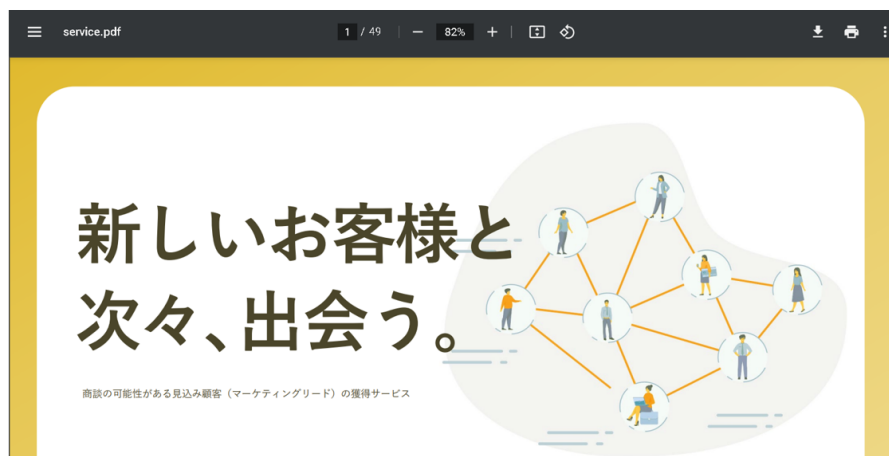 service.pdf
1 / 49
82%
新しいお客様と
次々、出会う。
商談の可能性がある見込み顧客（マーケティングリード）の獲得サービス